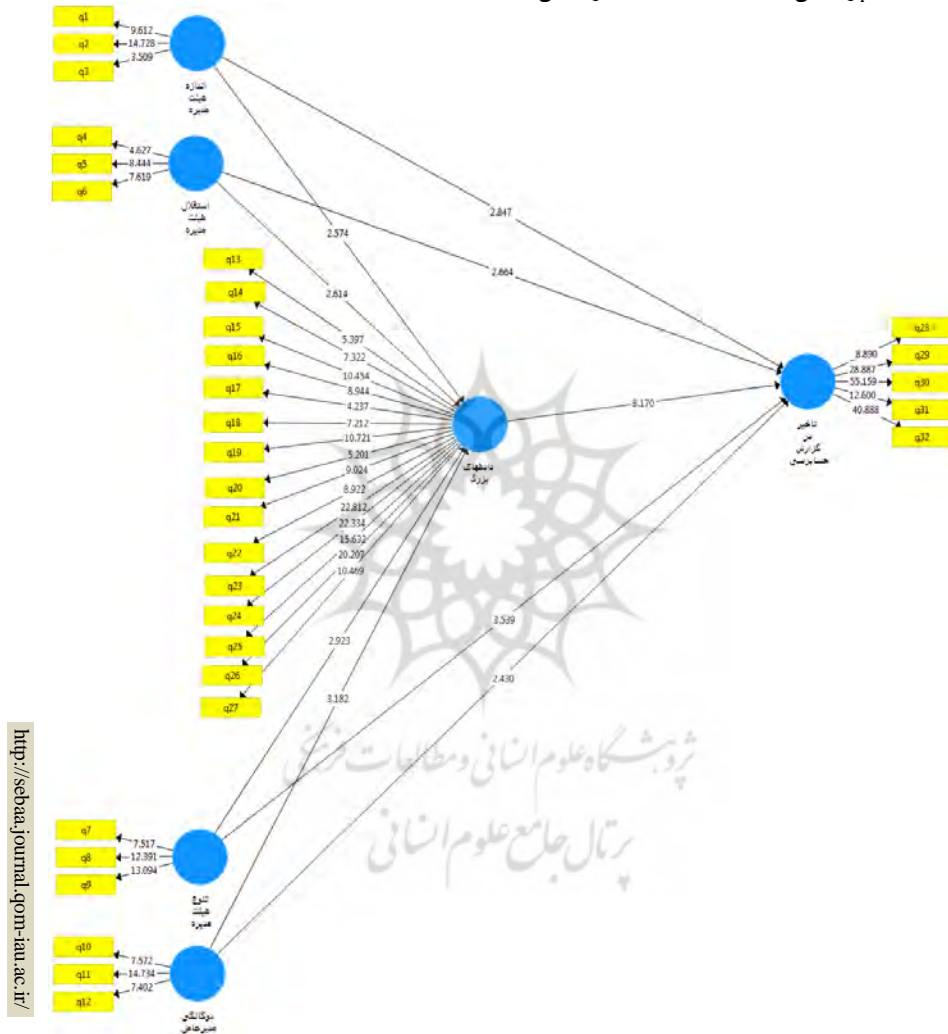 q1
q2
q3
9.612
14.728
3.509
اندازه
هیئت
مدیره
q4
q5
q6
4.627
8.444
7.619
استقلال
هیئت
مدیره
2.847
2.574
2.664
2.614
q13
q14
q15
q16
q17
q18
q19
q20
q21
q22
q23
q24
q25
q26
q27
5.397
7.322
10.454
8.944
4.237
7.212
10.721
5.201
9.024
8.922
22.812
22.334
15.632
20.207
10.469
بزرگ
8.170
q28
q29
q30
q31
q32
8.890
28.887
55.159
12.600
40.888
تاخیر
گزارش
حسابرسی
2.923
3.539
3.182
2.430
پژوهشگاه علوم انسانی و مطالعات فرهنگی
پرتال جامع علوم انسانی
q7
q8
q9
7.517
12.391
13.094
تنوع
هیئت
مدیره
q10
q11
q12
7.572
14.734
7.402
دوگانگی
مدیرعامل
http://sebaa.journal.qom-iau.ac.ir/